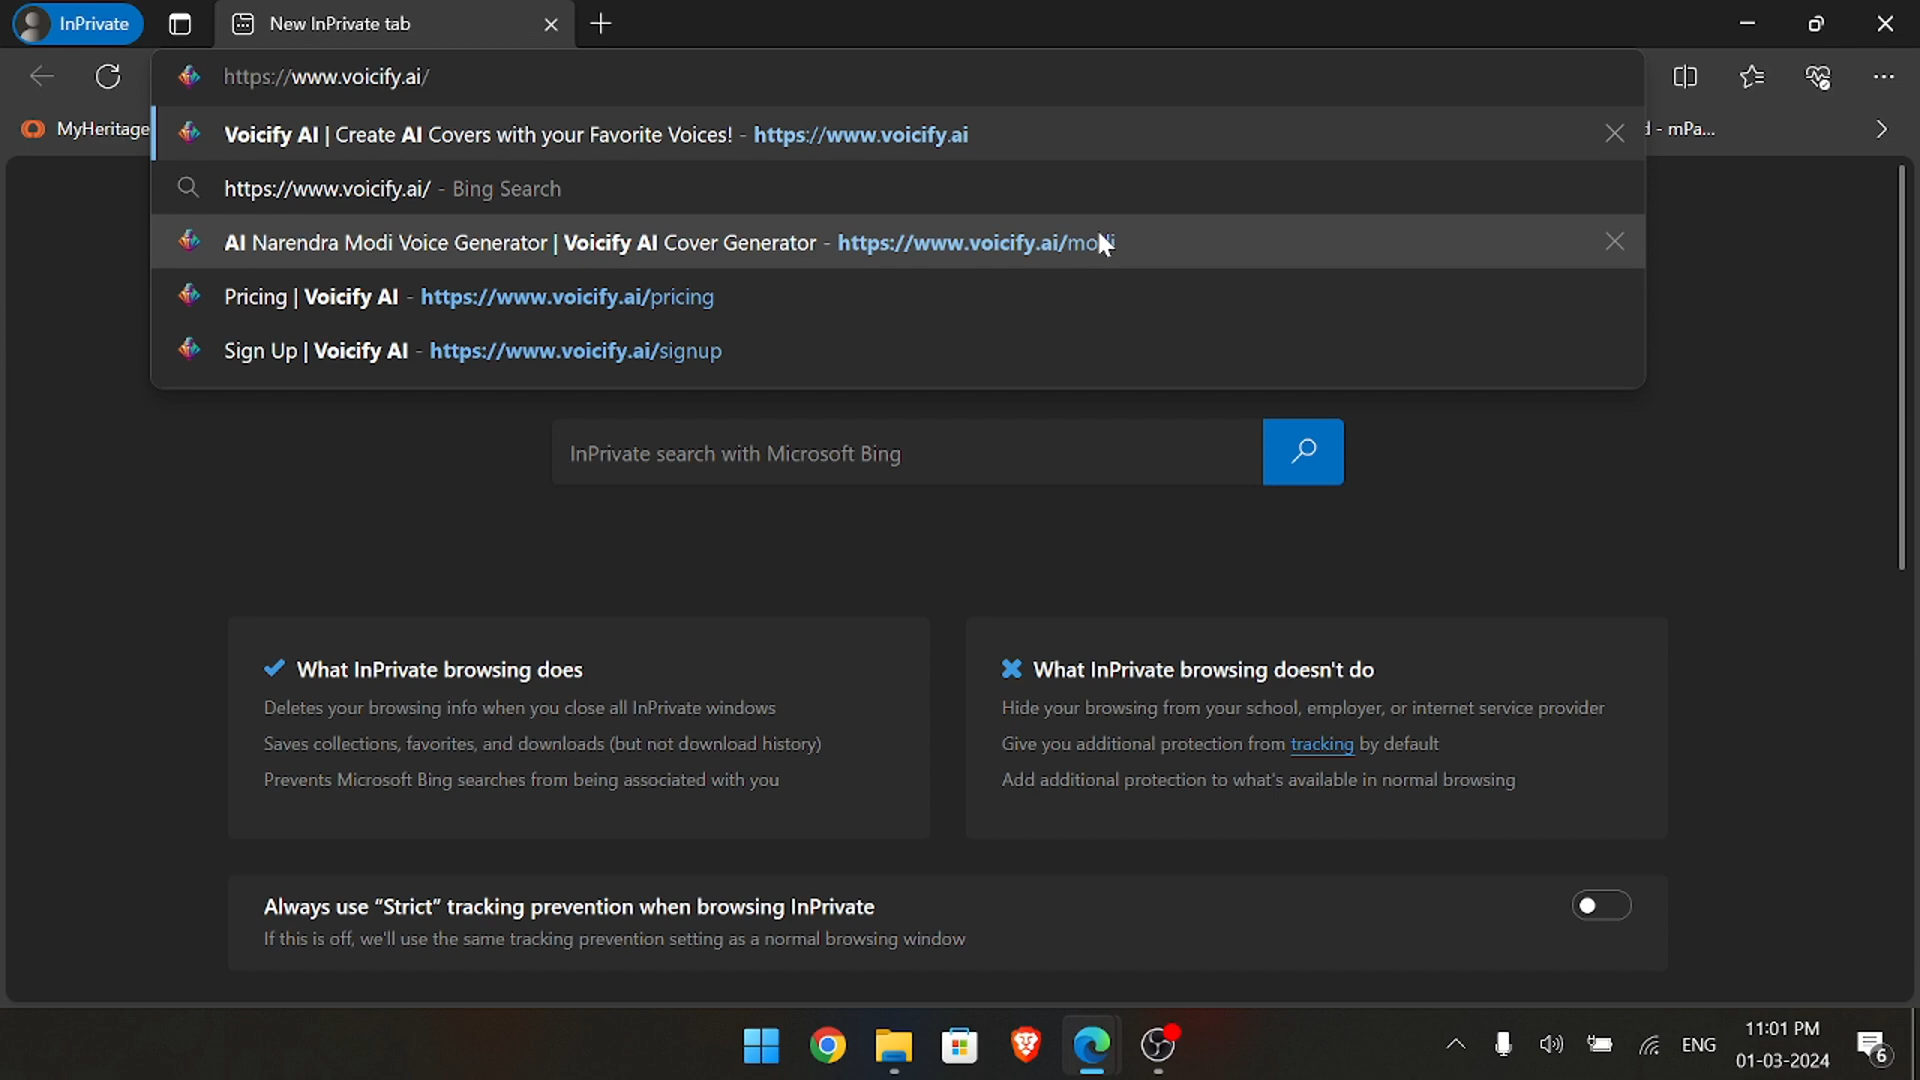 InPrivate
New InPrivate tab
https://www.voicify.ai/
MyHeritage
Voicify AI | Create AI Covers with your Favorite Voices! - https://www.voicify.ai
d - mPa...
https://www.voicify.ai/ - Bing Search
AI Narendra Modi Voice Generator | Voicify AI Cover Generator - https://www.voicify.ai/modi
Pricing | Voicify AI - https://www.voicify.ai/pricing
Sign Up | Voicify AI - https://www.voicify.ai/signup
InPrivate search with Microsoft Bing
What InPrivate browsing does
Deletes your browsing info when you close all InPrivate windows
Saves collections, favorites, and downloads (but not download history)
Prevents Microsoft Bing searches from being associated with you
What InPrivate browsing doesn't do
Hide your browsing from your school, employer, or internet service provider
Give you additional protection from tracking by default
Add additional protection to what's available in normal browsing
Always use “Strict” tracking prevention when browsing InPrivate
If this is off, we'll use the same tracking prevention setting as a normal browsing window
ENG
11:01 PM
01-03-2024
6